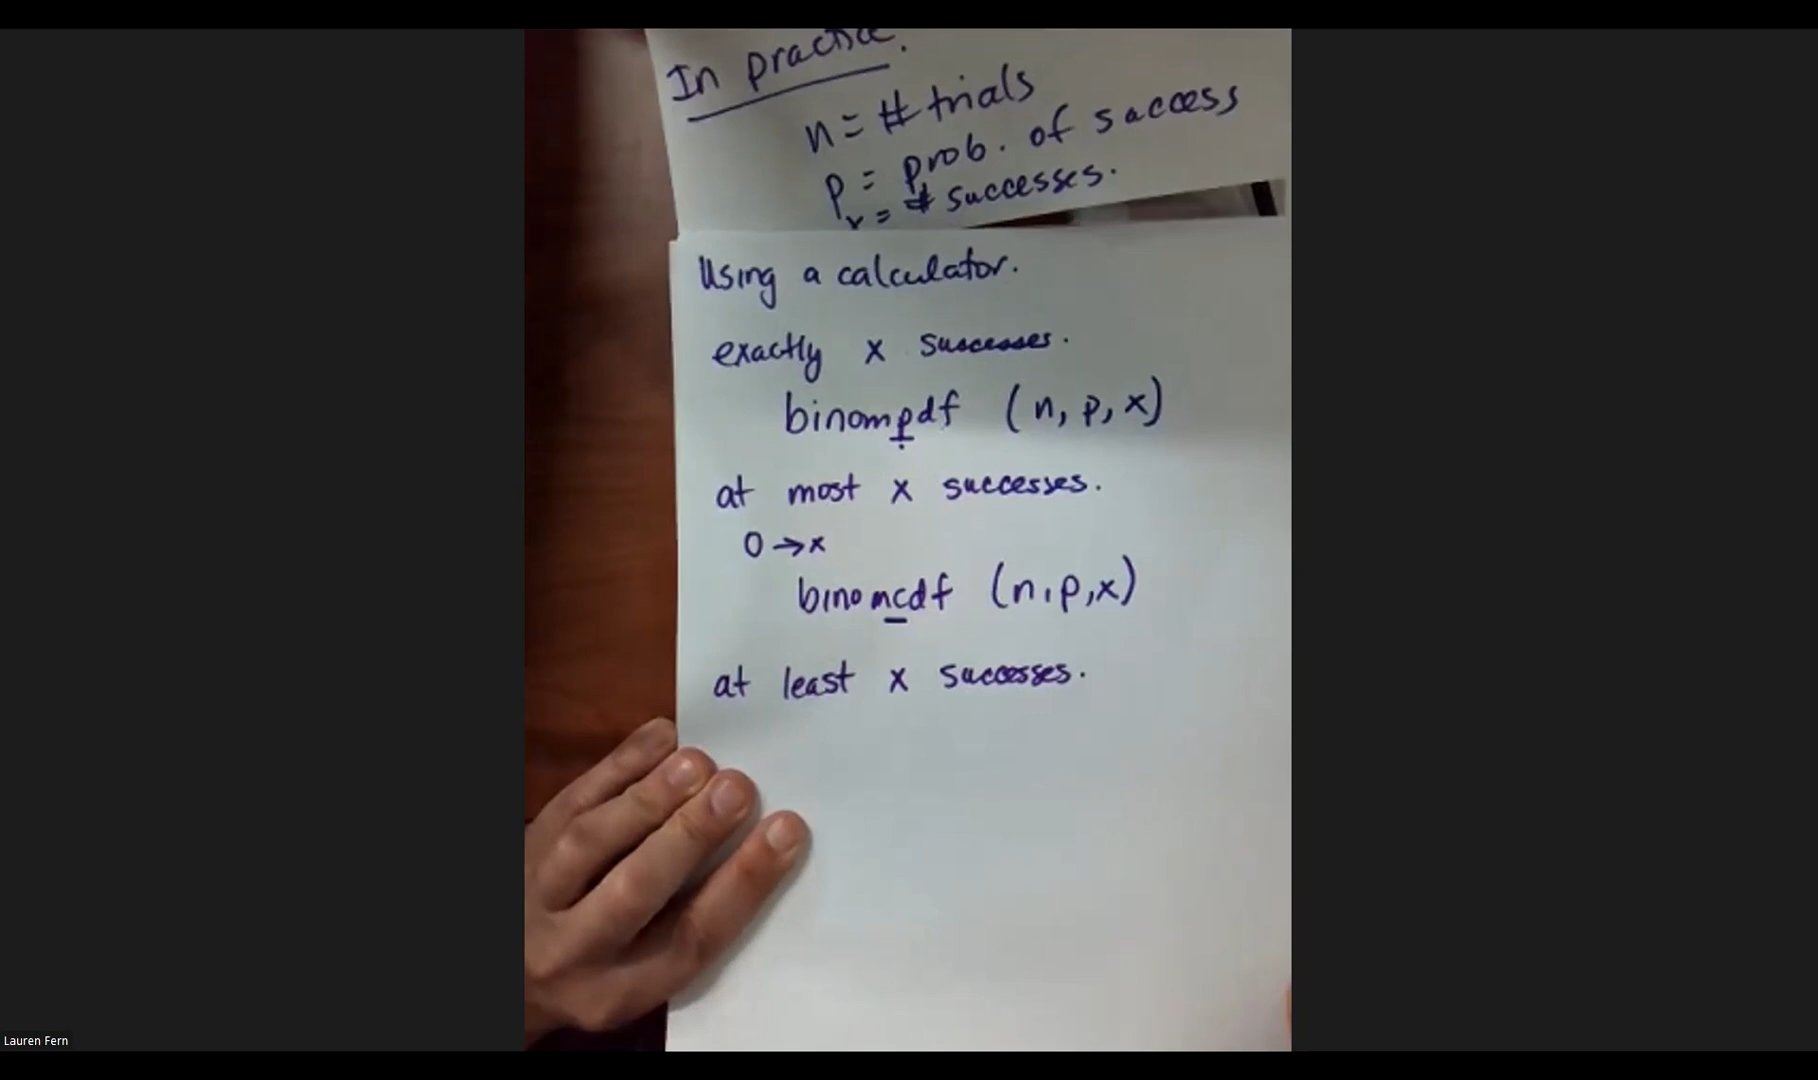 In practice.
n = # trials
p = prob. of success
x = # successes.
Using a calculator.
exactly x successes.
binompdf (n, p, x)
at most x successes.
0 → x
binomcdf (n, p, x)
at least x successes.
Lauren Fern